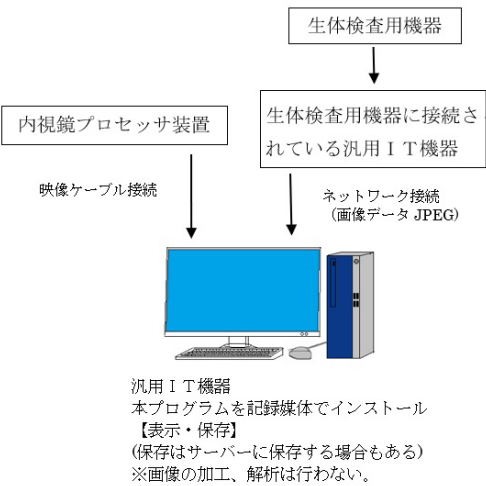 生体検査用機器
生体検査用機器に接続さ
れている汎用ＩＴ機器
内視鏡プロセッサ装置
映像ケーブル接続
ネットワーク接続
(画像データ JPEG)
汎用ＩＴ機器
本プログラムを記録媒体でインストール
【表示・保存】
(保存はサーバーに保存する場合もある)
※画像の加工、解析は行わない。